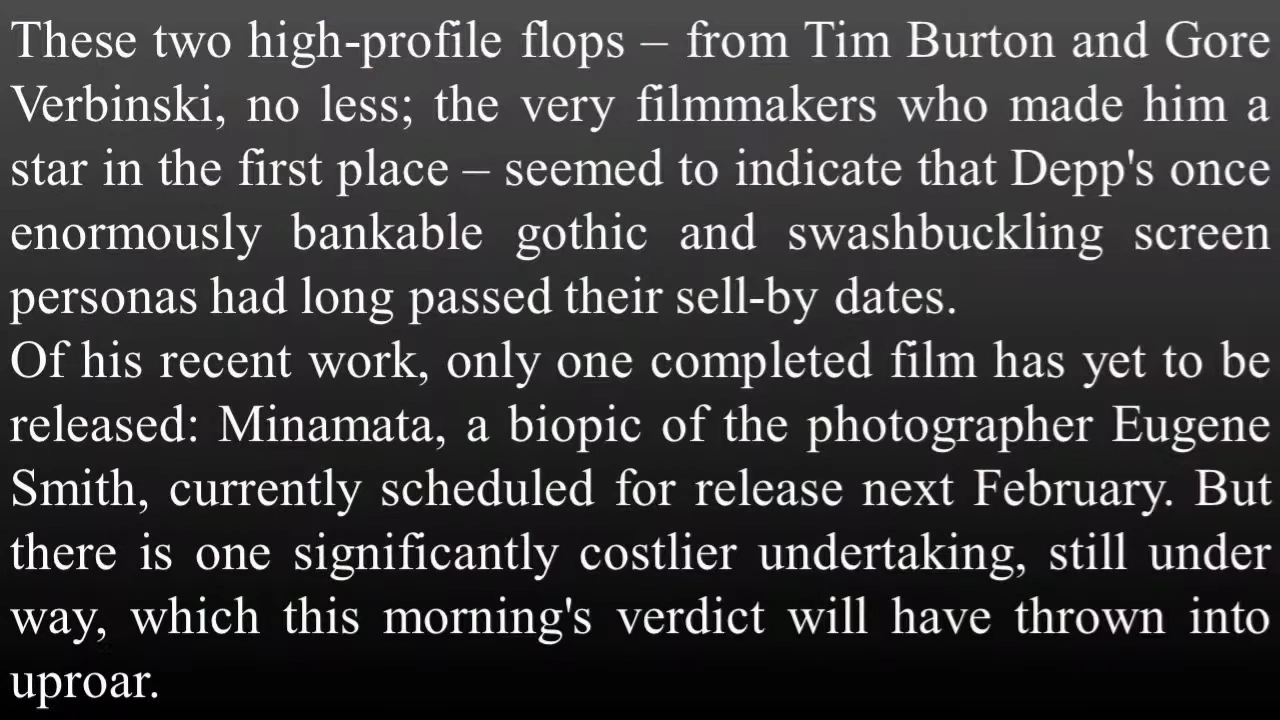 These two high-profile flops – from Tim Burton and Gore
Verbinski, no less; the very filmmakers who made him a
star in the first place – seemed to indicate that Depp's once
enormously bankable gothic and swashbuckling screen
personas had long passed their sell-by dates.
Of his recent work, only one completed film has yet to be
released: Minamata, a biopic of the photographer Eugene
Smith, currently scheduled for release next February. But
there is one significantly costlier undertaking, still under
way, which this morning's verdict will have thrown into
uproar.